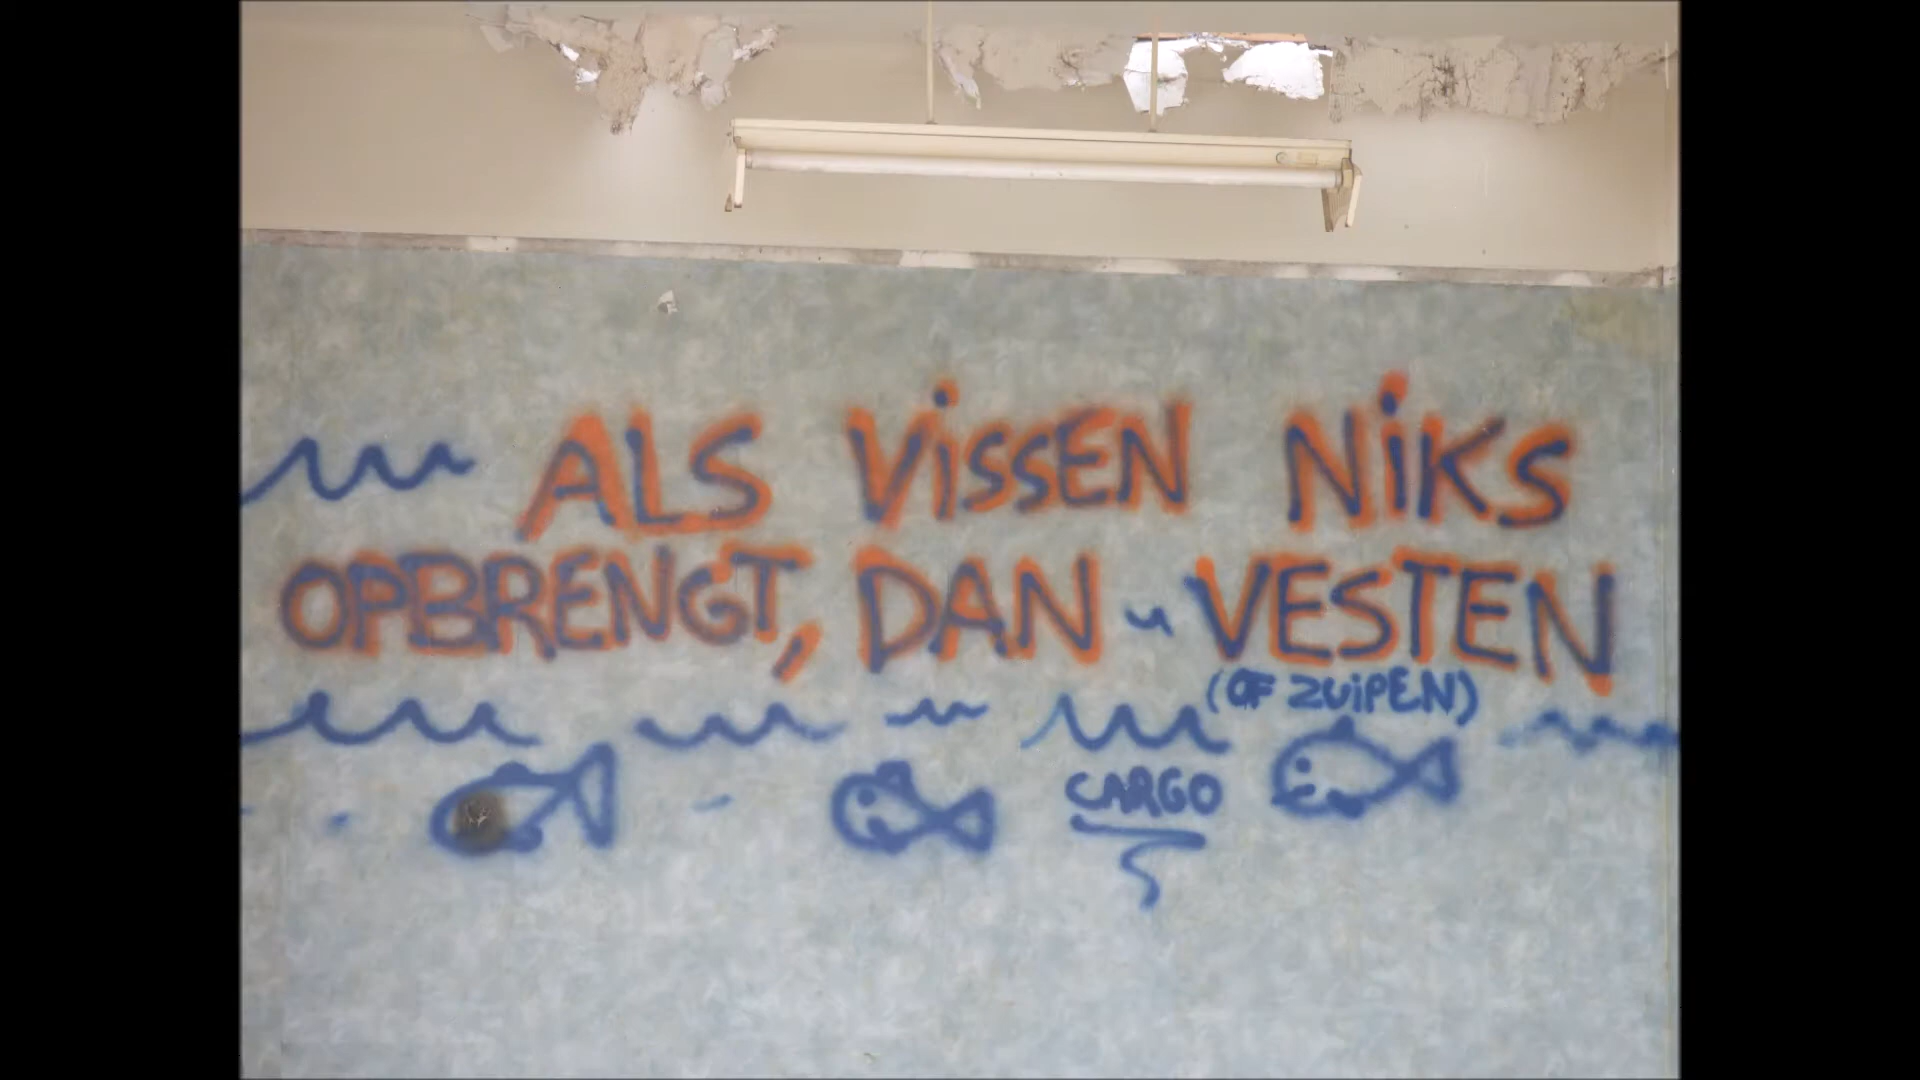 ALS VISSEN NIKS
OPBRENGT, DAN VESTEN
(OF ZUIPEN)
CARGO